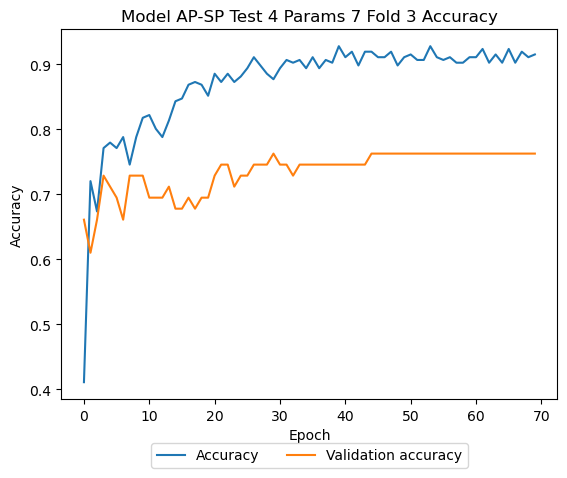 Model AP-SP Test 4 Params 7 Fold 3 Accuracy
Accuracy
0.9
0.8
0.7
0.6
0.5
0.4
0 10 20 30 40 50 60 70
Epoch
Accuracy Validation accuracy